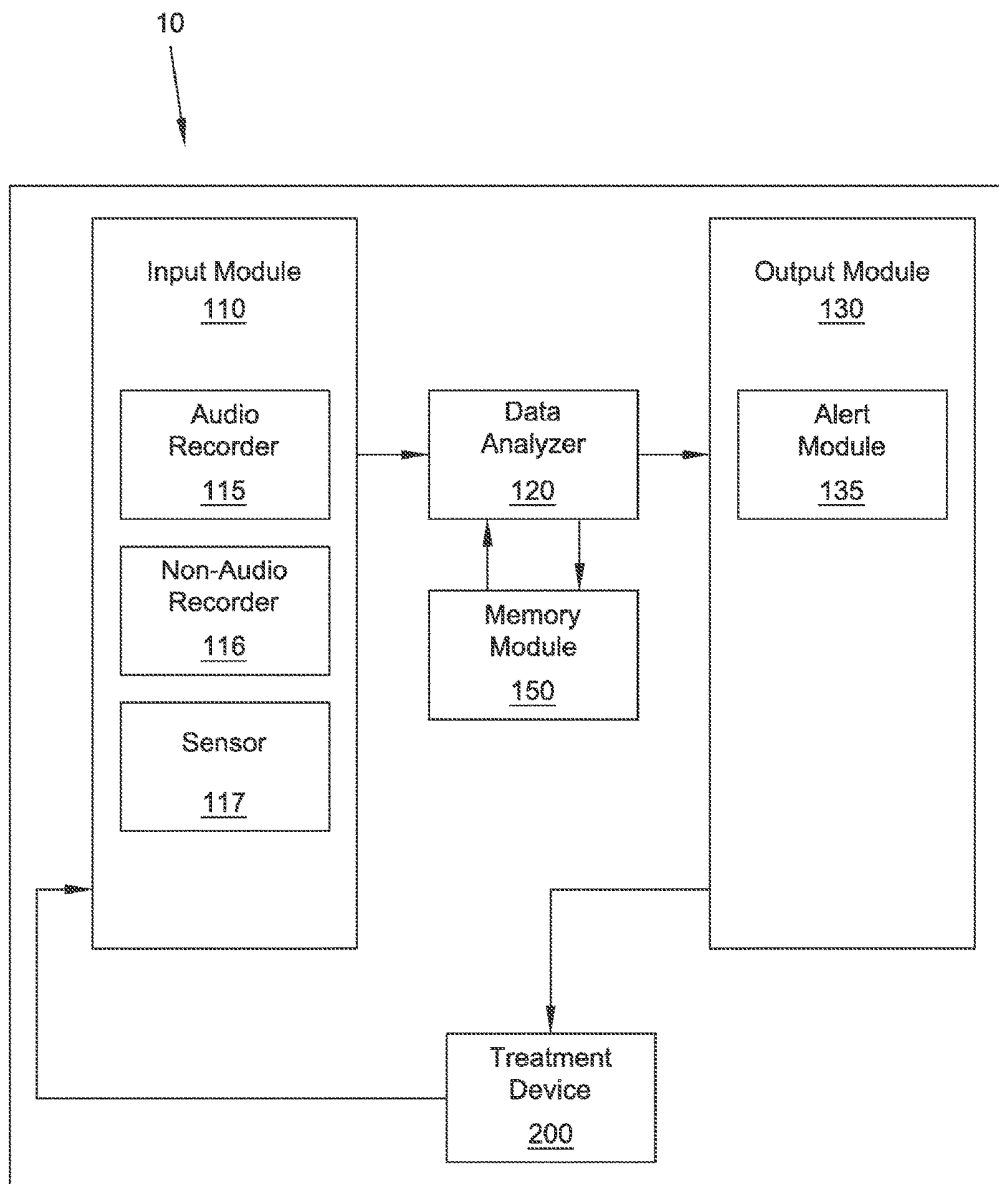 10
Input Module
110
Audio
Recorder
115
Non-Audio
Recorder
116
Sensor
117
Data
Analyzer
120
Memory
Module
150
Output Module
130
Alert
Module
135
Treatment
Device
200